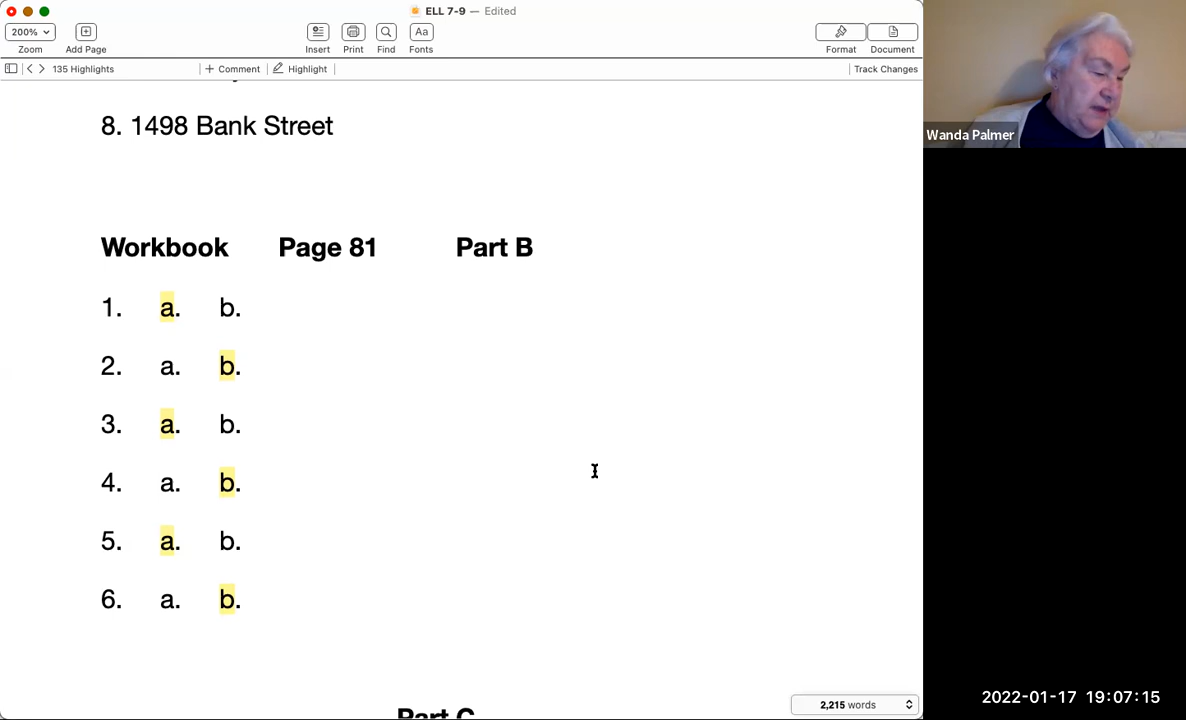 ELL 7-9 — Edited
200%
Zoom
Add Page
Insert
Print
Find
Aa
Fonts
Format
Document
135 Highlights
+ Comment
Highlight
Track Changes
8. 1498 Bank Street
Workbook Page 81 Part B
1. a. b.
2. a. b.
3. a. b.
4. a. b.
5. a. b.
6. a. b.
Part C
2,215 words
Wanda Palmer
2022-01-17 19:07:15